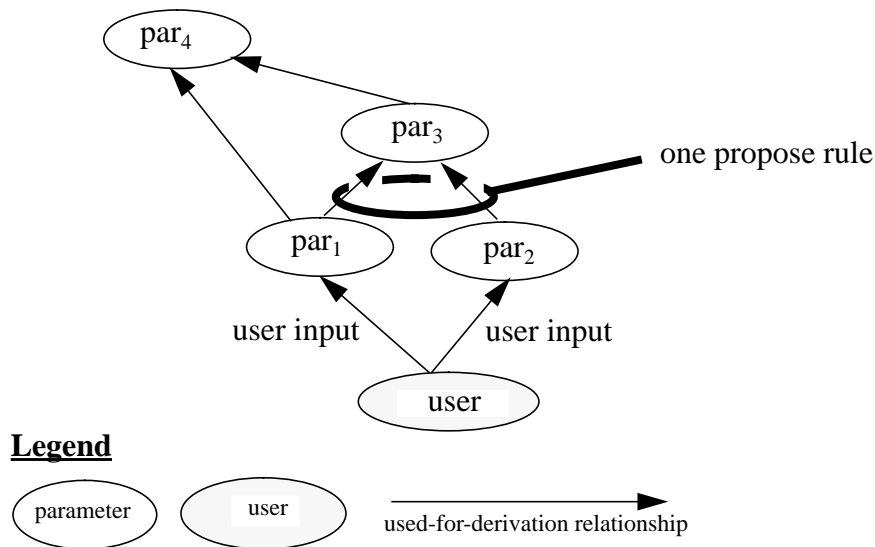 par₄
par₃
one propose rule
par₁
par₂
user input
user input
user
Legend
parameter
user
used-for-derivation relationship